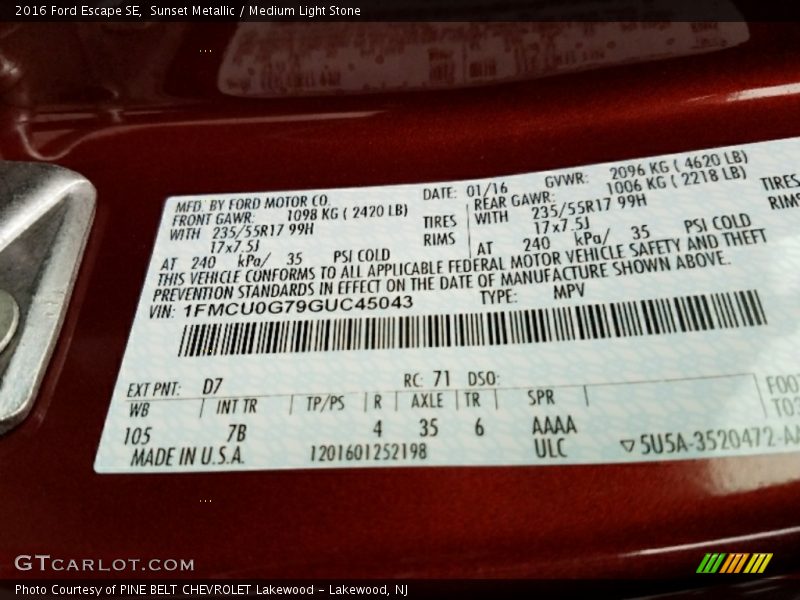 2016 Ford Escape SE,  Sunset Metallic / Medium Light Stone
MFD. BY FORD MOTOR CO. DATE: 01/16 GVWR: 2096 KG ( 4620 LB)
FRONT GAWR: 1098 KG ( 2420 LB) REAR GAWR: 1006 KG ( 2218 LB)
WITH 235/55R17 99H TIRES WITH 235/55R17 99H TIRES
17x7.5J RIMS 17x7.5J RIMS
AT 240 kPa/ 35 PSI COLD AT 240 kPa/ 35 PSI COLD
THIS VEHICLE CONFORMS TO ALL APPLICABLE FEDERAL MOTOR VEHICLE SAFETY AND THEFT
PREVENTION STANDARDS IN EFFECT ON THE DATE OF MANUFACTURE SHOWN ABOVE.
VIN: 1FMCU0G79GUC45043 TYPE: MPV
EXT PNT: D7 RC: 71 DSO:
WB INT TR TP/PS R AXLE TR SPR
105 7B 4 35 6 AAAA
MADE IN U.S.A. 1201601252198 ULC ▽5U5A-3520472-AA
GTCARLOT.COM
Photo Courtesy of PINE BELT CHEVROLET Lakewood - Lakewood, NJ